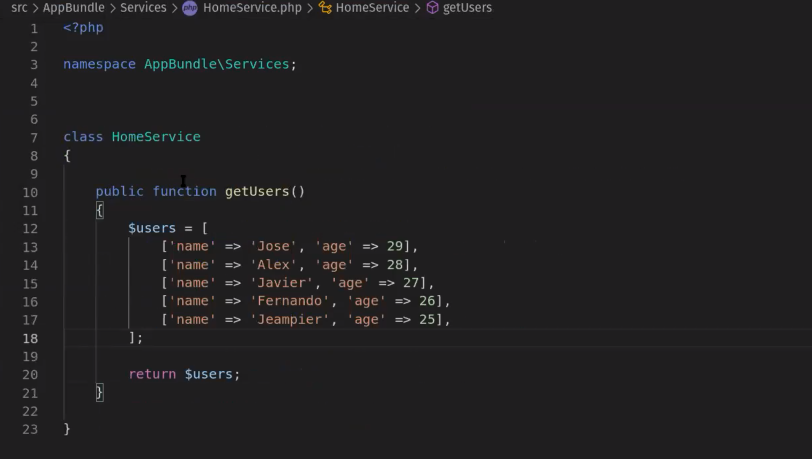 src > AppBundle > Services > php HomeService.php > HomeService > getUsers
1 <?php
2
3 namespace AppBundle\Services;
4
5
6
7 class HomeService
8 {
9
10 public function getUsers()
11 {
12 $users = [
13 ['name' => 'Jose', 'age' => 29],
14 ['name' => 'Alex', 'age' => 28],
15 ['name' => 'Javier', 'age' => 27],
16 ['name' => 'Fernando', 'age' => 26],
17 ['name' => 'Jeampier', 'age' => 25],
18 ];
19
20 return $users;
21 }
22
23 }